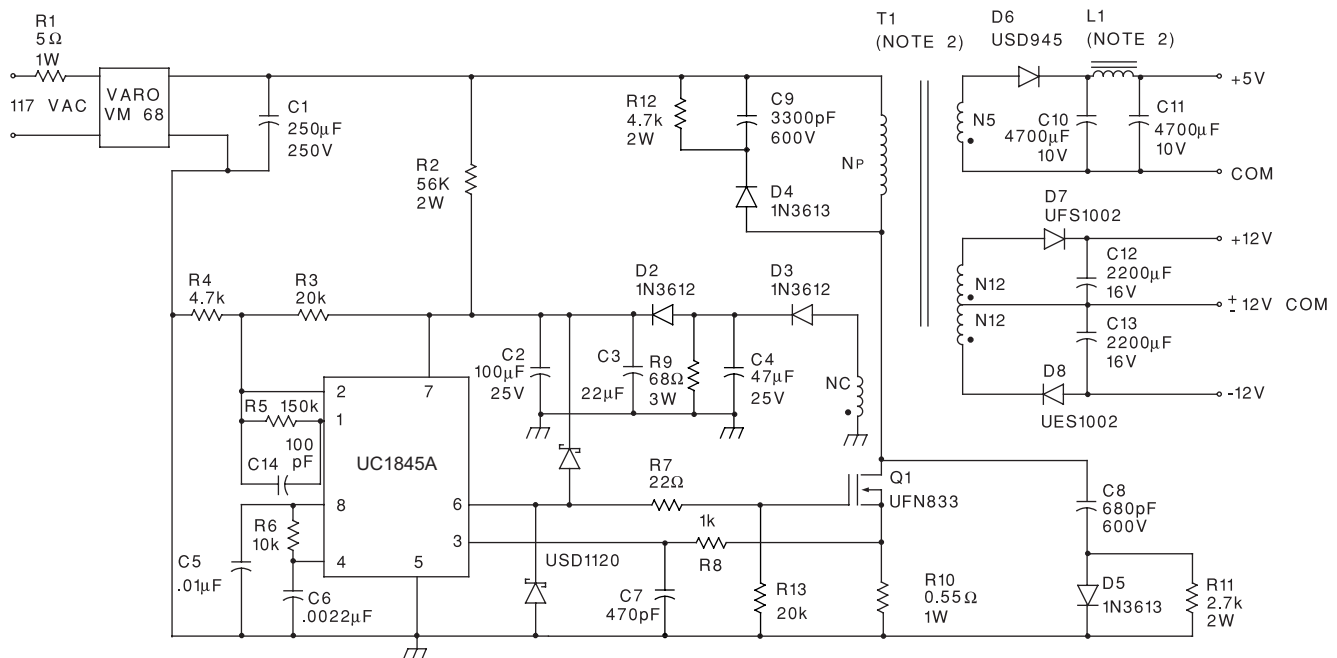 R1
5Ω
1W
117 VAC
VARO
VM 68
C1
250µF
250V
R2
56K
2W
R12
4.7k
2W
C9
3300pF
600V
D4
1N3613
NP
T1
(NOTE 2)
D6
USD945
L1
(NOTE 2)
+5V
N5
C10
4700µF
10V
C11
4700µF
10V
COM
D7
UFS1002
+12V
N12
N12
C12
2200µF
16V
± 12V COM
-
C13
2200µF
16V
D8
UES1002
-12V
R4
4.7k
R3
20k
D2
1N3612
D3
1N3612
C2
100µF
25V
C3
22µF
R9
68Ω
3W
C4
47µF
25V
NC
2
7
R5
150k
1
C14
100
pF
UC1845A
8
6
R6
10k
4
5
3
C5
.01µF
C6
.0022µF
USD1120
R7
22Ω
1k
R8
C7
470pF
R13
20k
Q1
UFN833
R10
0.55Ω
1W
C8
680pF
600V
D5
1N3613
R11
2.7k
2W